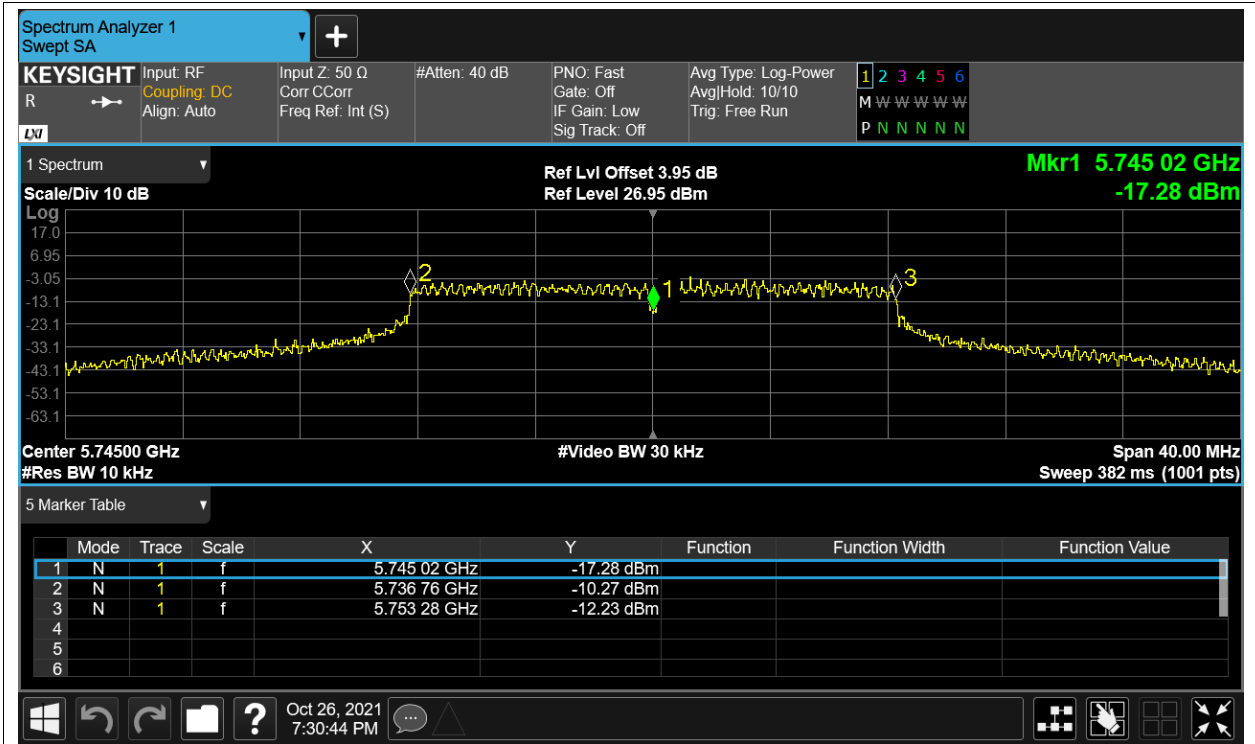 Spectrum Analyzer 1
Swept SA
KEYSIGHT
R
LXI
Input: RF
Coupling: DC
Align: Auto
Input Z: 50 Ω
Corr CCorr
Freq Ref: Int (S)
#Atten: 40 dB
PNO: Fast
Gate: Off
IF Gain: Low
Sig Track: Off
Avg Type: Log-Power
Avg|Hold: 10/10
Trig: Free Run
1 2 3 4 5 6
M W W W W W W
P N N N N N N
1 Spectrum
Scale/Div 10 dB
Ref Lvl Offset 3.95 dB
Ref Level 26.95 dBm
Mkr1 5.745 02 GHz
-17.28 dBm
Log
17.0
6.95
-3.05
-13.1
-23.1
-33.1
-43.1
-53.1
-63.1
2
1
3
Center 5.74500 GHz
#Video BW 30 kHz
Span 40.00 MHz
#Res BW 10 kHz
Sweep 382 ms (1001 pts)
5 Marker Table
Mode Trace Scale X Y Function Function Width Function Value
1 N 1 f 5.745 02 GHz -17.28 dBm
2 N 1 f 5.736 76 GHz -10.27 dBm
3 N 1 f 5.753 28 GHz -12.23 dBm
4
5
6
?
Oct 26, 2021
7:30:44 PM